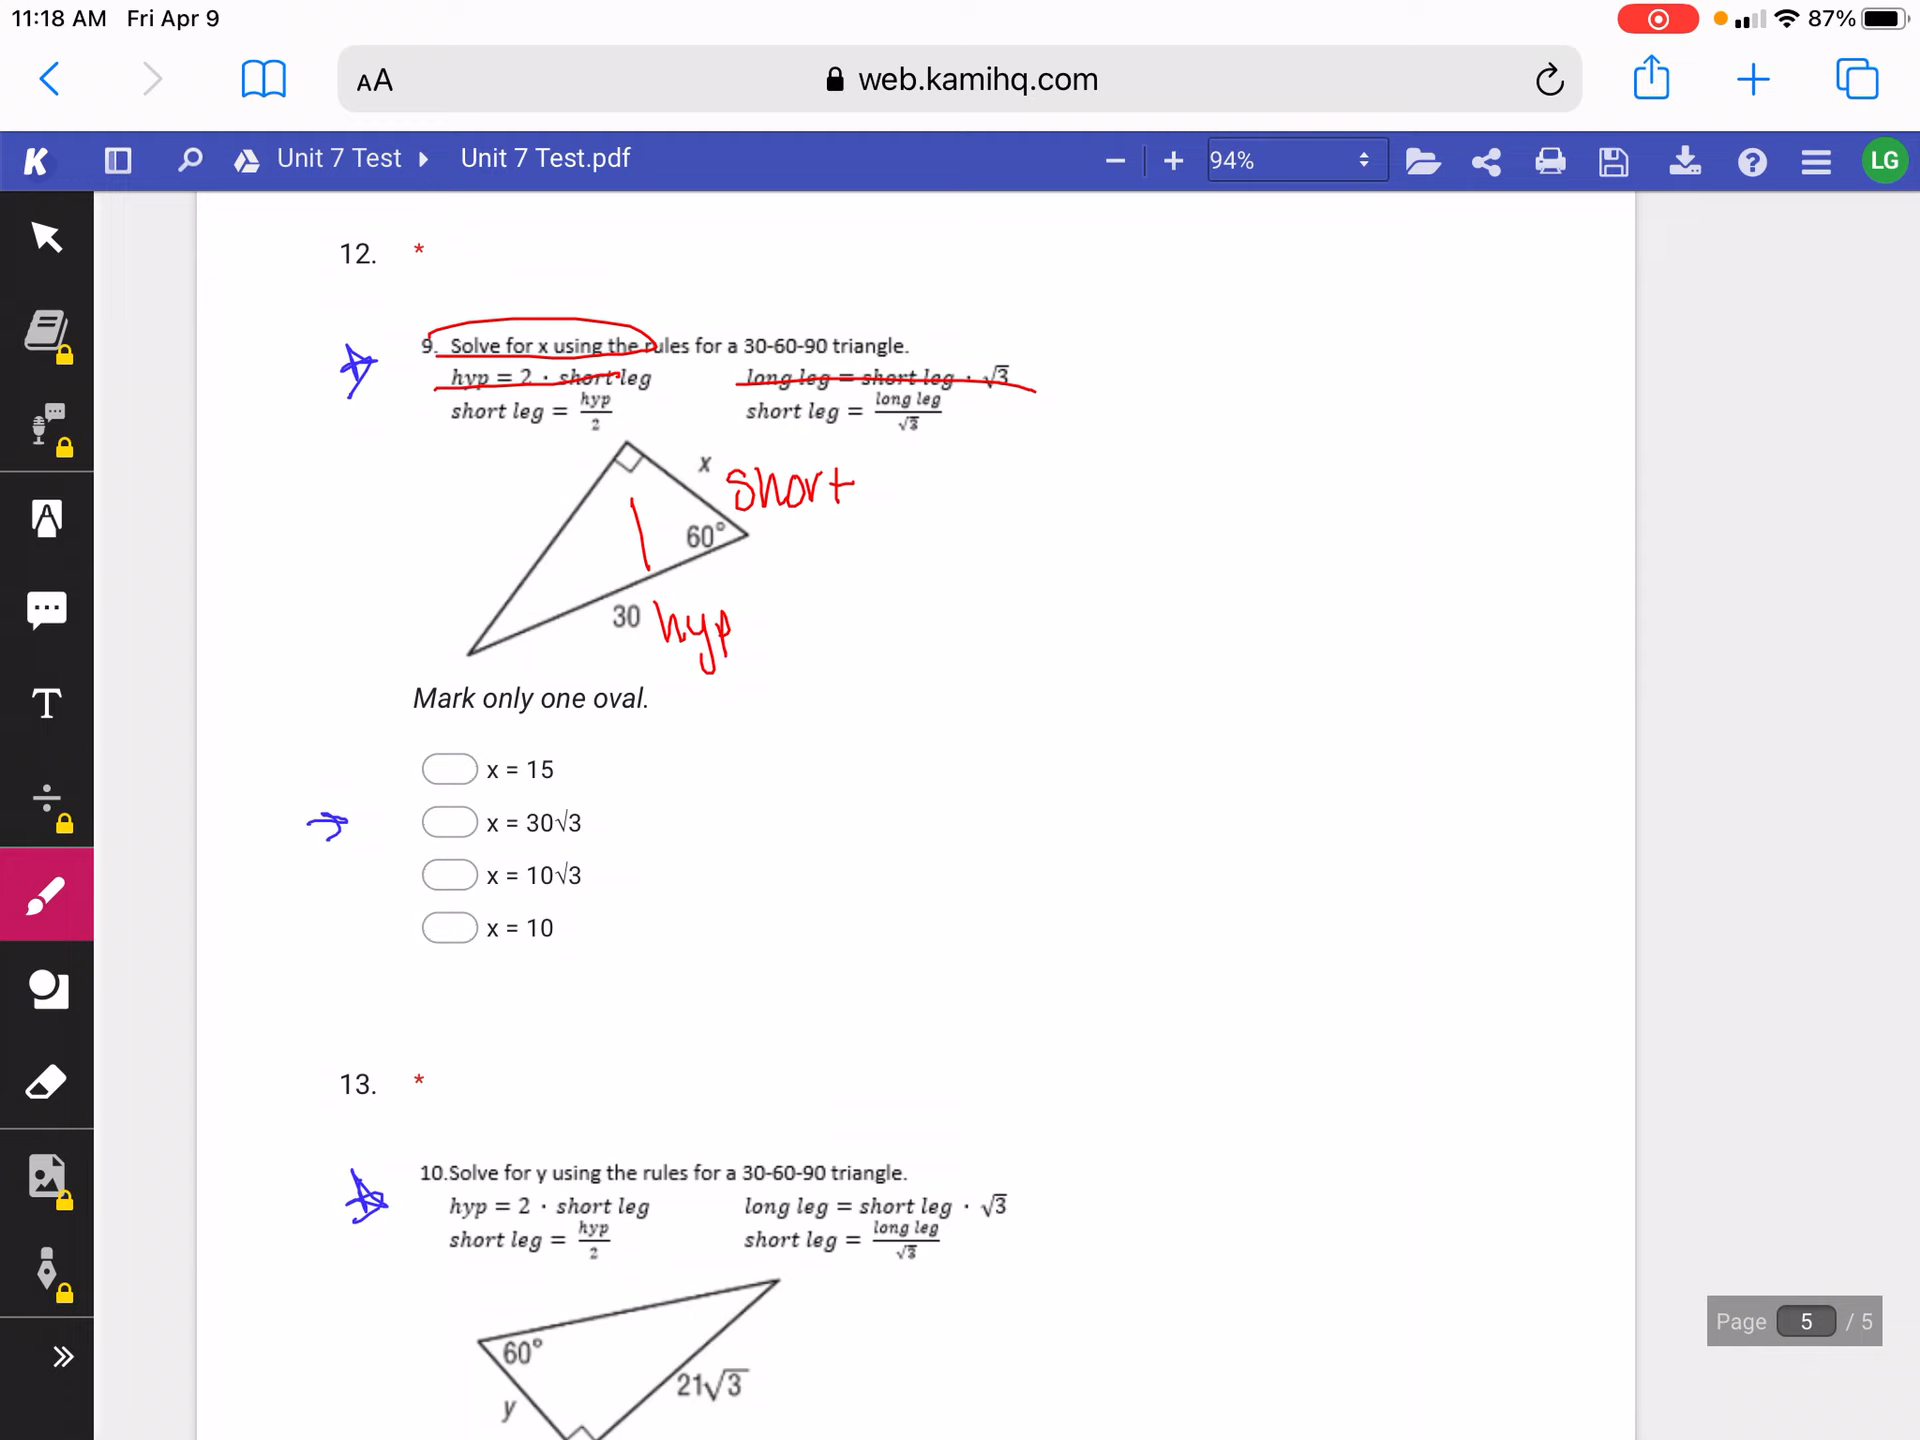 11:18 AM Fri Apr 9
87%
AA
web.kamihq.com
K
Unit 7 Test
Unit 7 Test.pdf
94%
LG
12. *
9. Solve for x using the rules for a 30-60-90 triangle.
hyp = 2 · short leg long leg = short leg · √3
short leg = hyp/2 short leg = long leg/√3
x short
60°
30 hyp
Mark only one oval.
x = 15
x = 30√3
x = 10√3
x = 10
13. *
10.Solve for y using the rules for a 30-60-90 triangle.
hyp = 2 · short leg long leg = short leg · √3
short leg = hyp/2 short leg = long leg/√3
60°
21√3
y
Page 5 / 5